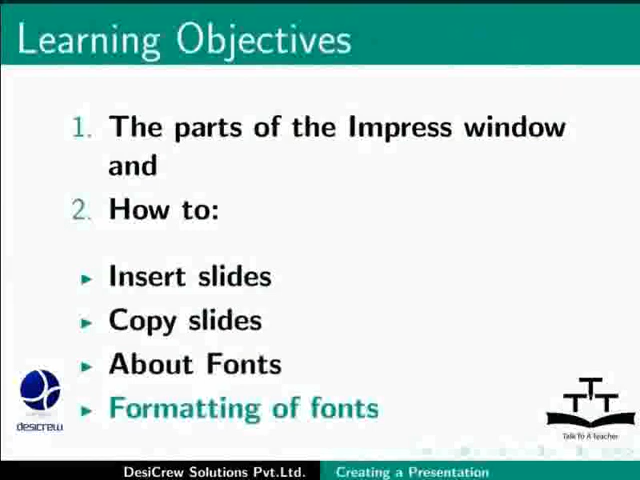 Learning Objectives
1. The parts of the Impress window
and
2. How to:
Insert slides
Copy slides
About Fonts
Formatting of fonts
desicrew
TTT
Talk To A Teacher
DesiCrew Solutions Pvt.Ltd. Creating a Presentation